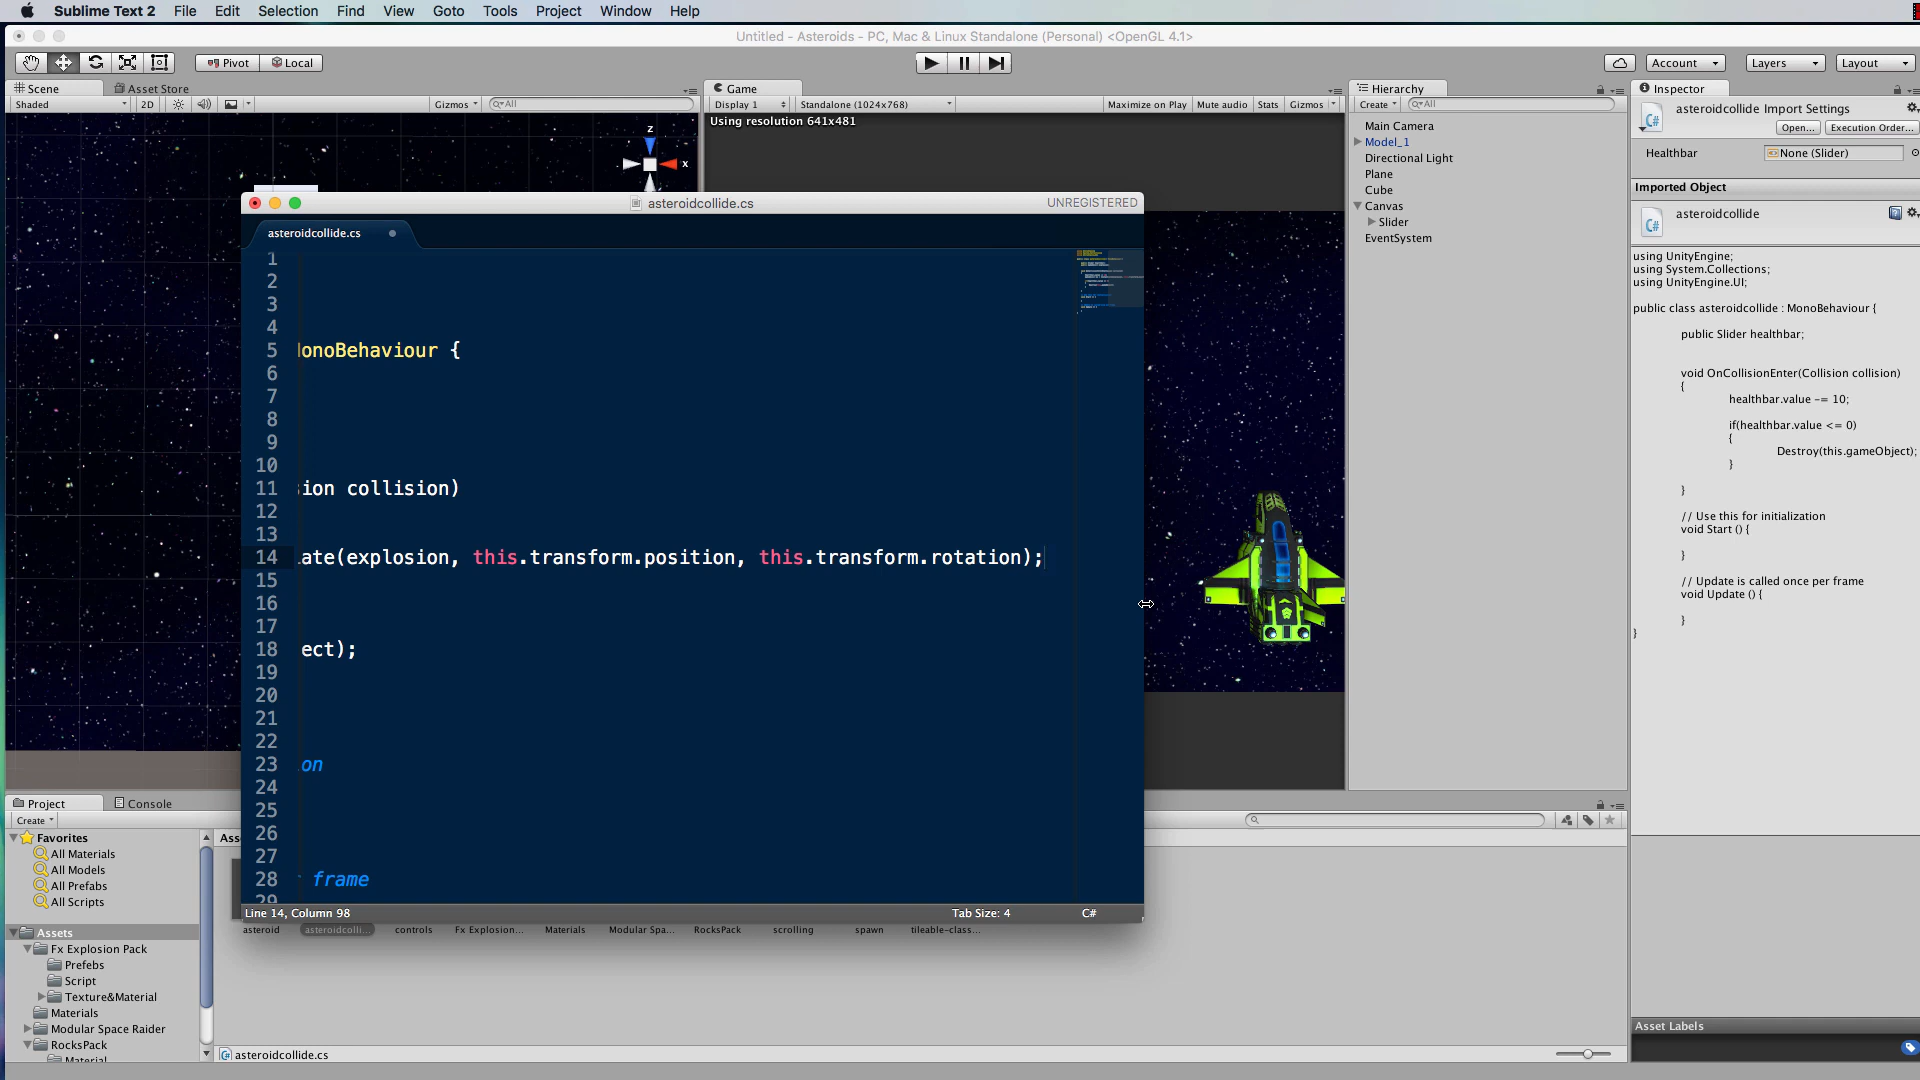 Sublime Text 2 File Edit Selection Find View Goto Tools Project Window Help
Untitled - Asteroids - PC, Mac & Linux Standalone (Personal) <OpenGL 4.1>
Pivot Local Account Layers Layout
Scene Asset Store
Shaded 2D Gizmos All
Game
Display 1 Standalone (1024x768) Maximize on Play Mute audio Stats Gizmos
Using resolution 641x481
z
x
Hierarchy
Create All
Main Camera
Model_1
Directional Light
Plane
Cube
Canvas
Slider
EventSystem
Inspector
asteroidcollide Import Settings
Open... Execution Order...
Healthbar None (Slider)
Imported Object
asteroidcollide
using UnityEngine;
using System.Collections;
using UnityEngine.UI;
public class asteroidcollide : MonoBehaviour {
public Slider healthbar;
void OnCollisionEnter(Collision collision)
{
healthbar.value -= 10;
if(healthbar.value <= 0)
{
Destroy(this.gameObject);
}
}
// Use this for initialization
void Start () {
}
// Update is called once per frame
void Update () {
}
}
Asset Labels
asteroidcollide.cs UNREGISTERED
asteroidcollide.cs
1
2
3
4
5 onoBehaviour {
6
7
8
9
10
11 sion collision)
12
13
14 ate(explosion, this.transform.position, this.transform.rotation);
15
16
17
18 ect);
19
20
21
22
23 on
24
25
26
27
28 frame
29
Line 14, Column 98 Tab Size: 4 C#
Project Console
Create
Favorites
All Materials
All Models
All Prefabs
All Scripts
Assets
Fx Explosion Pack
Prefebs
Script
Texture&Material
Materials
Modular Space Raider
RocksPack
Material
Ass
asteroid asteroidcolli... controls Fx Explosion... Materials Modular Spa... RocksPack scrolling spawn tileable-class...
asteroidcollide.cs